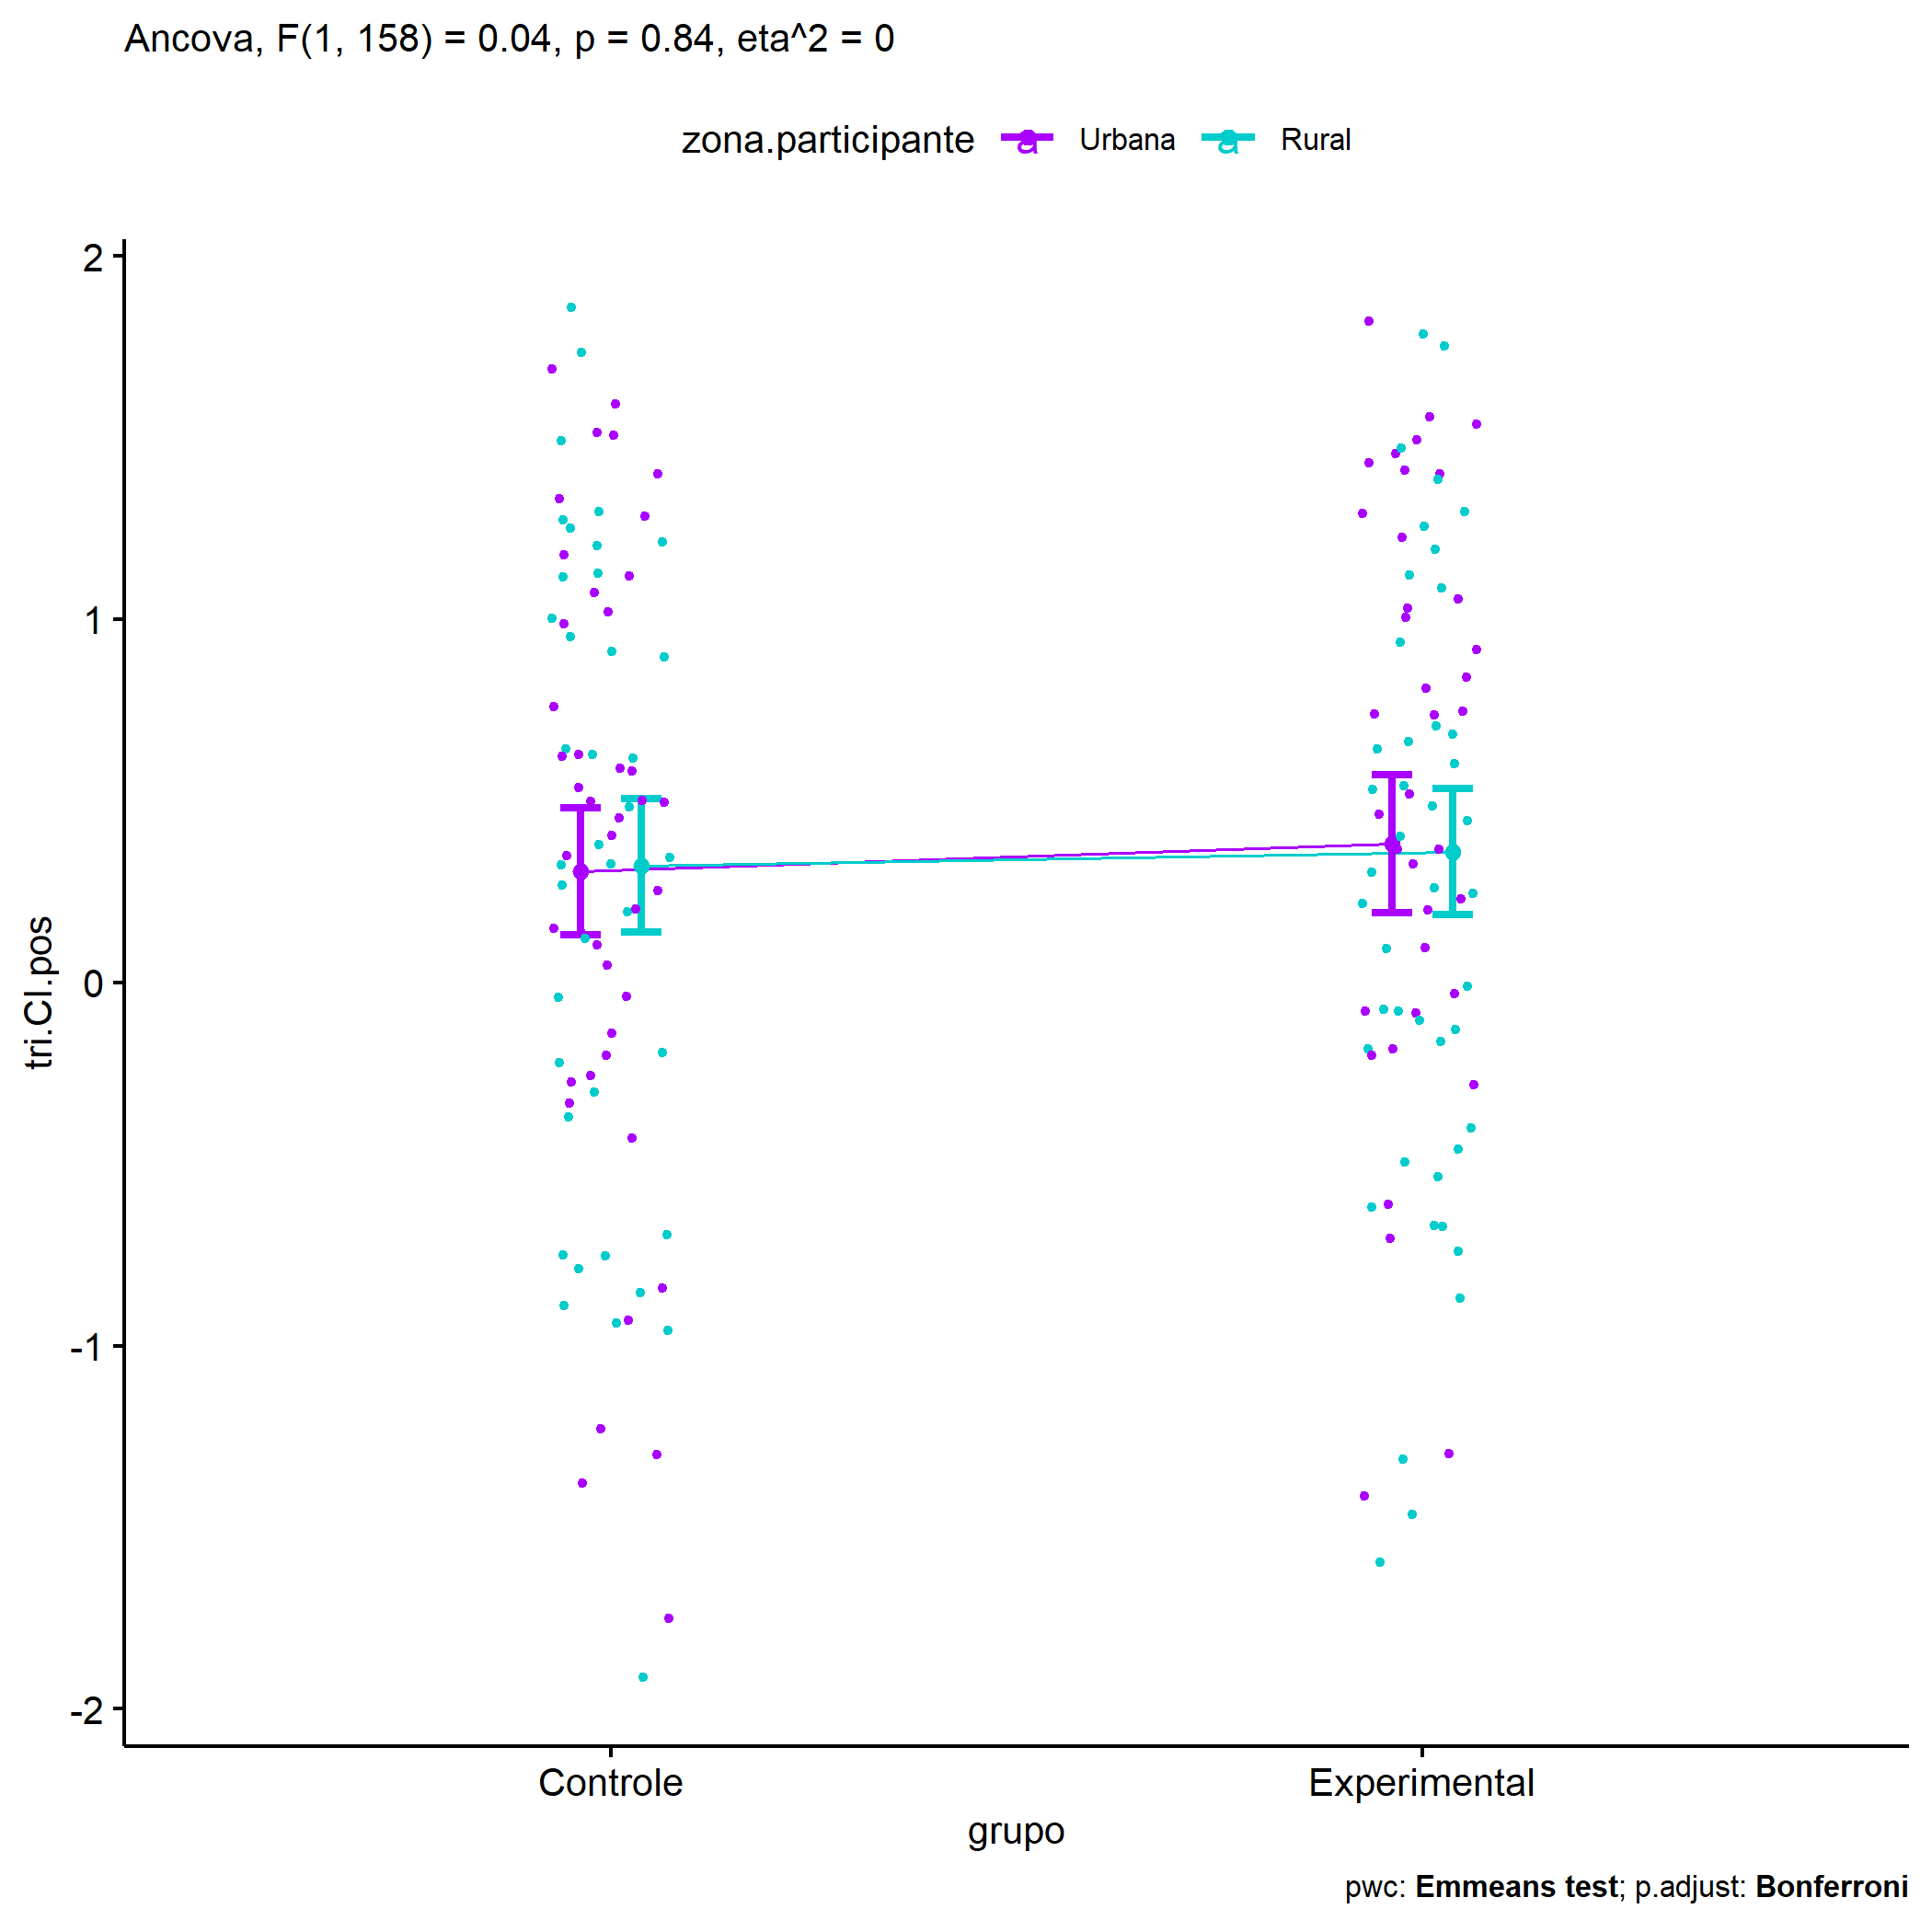 Ancova, F(1, 158) = 0.04, p = 0.84, eta^2 = 0
zona.participante a Urbana a Rural
2
1
0
-1
-2
tri.CI.pos
Controle Experimental
grupo
pwc: Emmeans test; p.adjust: Bonferroni